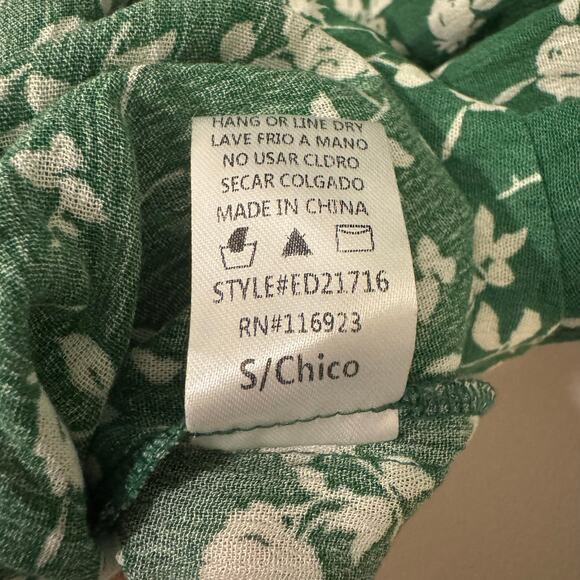 HANG OR LINE DRY
LAVE FRIO A MANO
NO USAR CLDRO
SECAR COLGADO
MADE IN CHINA
STYLE#ED21716
RN#116923
S/Chico